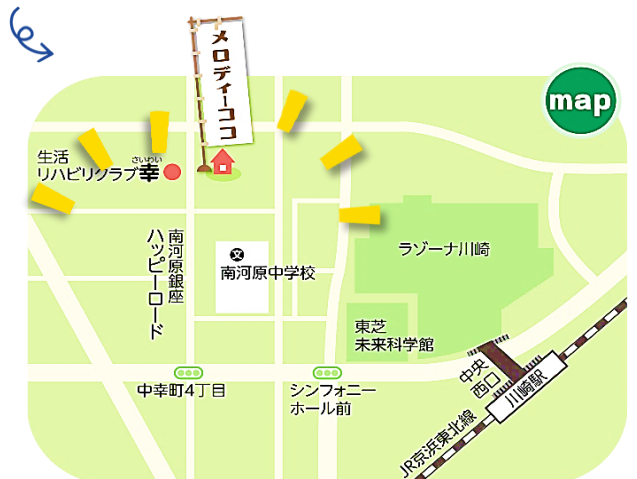 メロディーココ
map
生活
さいわい
リハビリクラブ幸
南河原銀座
ハッピーロード
文
南河原中学校
ラゾーナ川崎
東芝
未来科学館
中央
西口
川崎駅
中幸町4丁目
シンフォニー
ホール前
JR京浜東北線